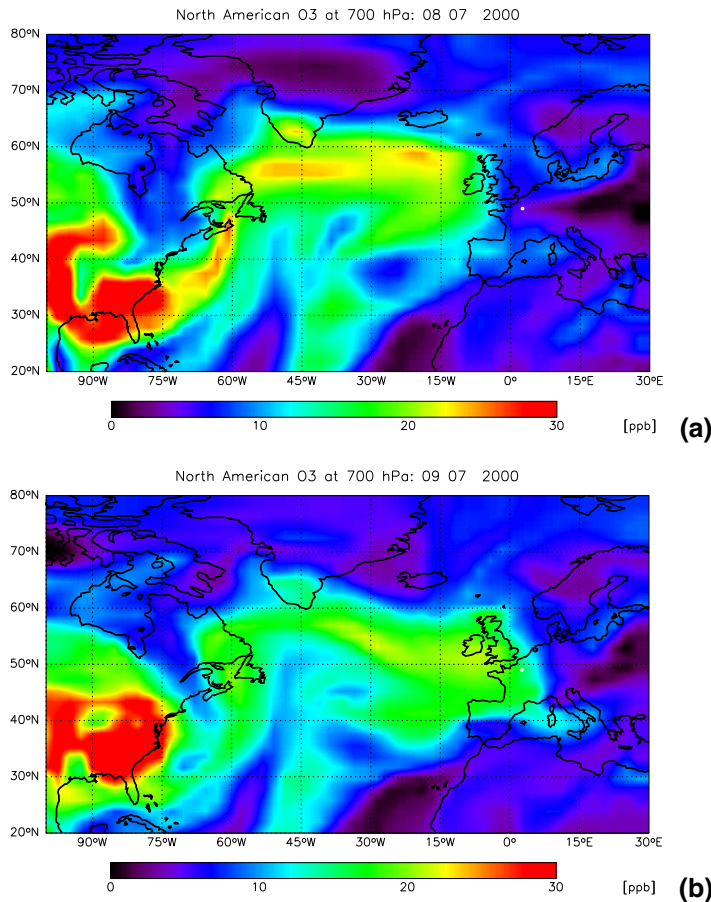 North American O3 at 700 hPa: 08 07 2000
80°N
70°N
60°N
50°N
40°N
30°N
20°N
90°W 75°W 60°W 45°W 30°W 15°W 0° 15°E 30°E
0 10 20 30 [ppb] (a)
North American O3 at 700 hPa: 09 07 2000
80°N
70°N
60°N
50°N
40°N
30°N
20°N
90°W 75°W 60°W 45°W 30°W 15°W 0° 15°E 30°E
0 10 20 30 [ppb] (b)